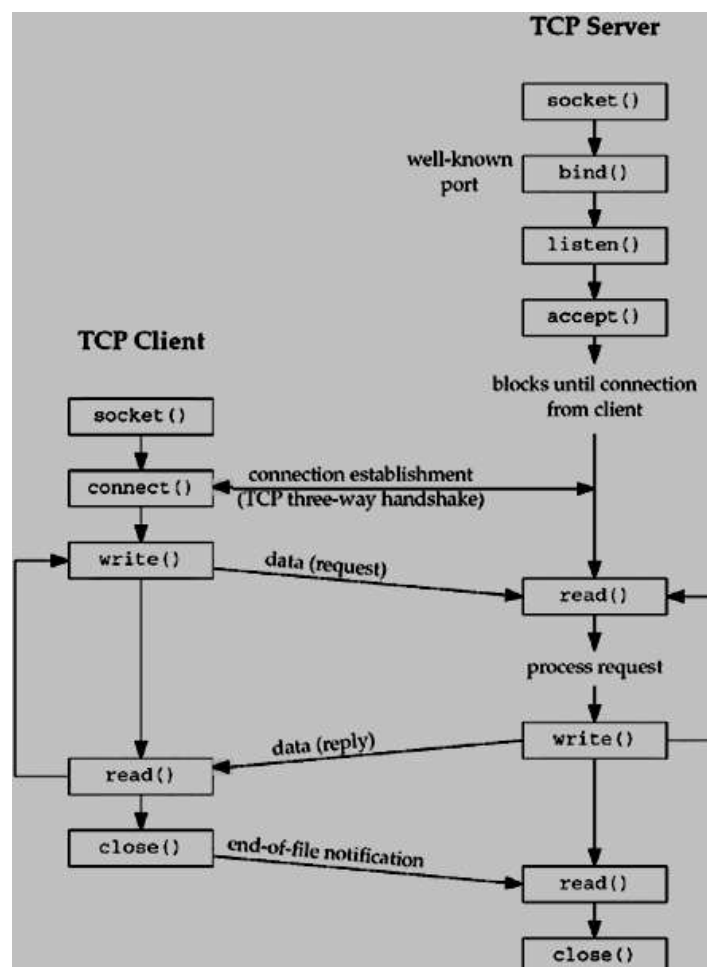 TCP Server
socket()
well-known
port
bind()
listen()
accept()
TCP Client
blocks until connection
from client
socket()
connect()
connection establishment
(TCP three-way handshake)
write()
data (request)
read()
process request
data (reply)
write()
read()
close()
end-of-file notification
read()
close()